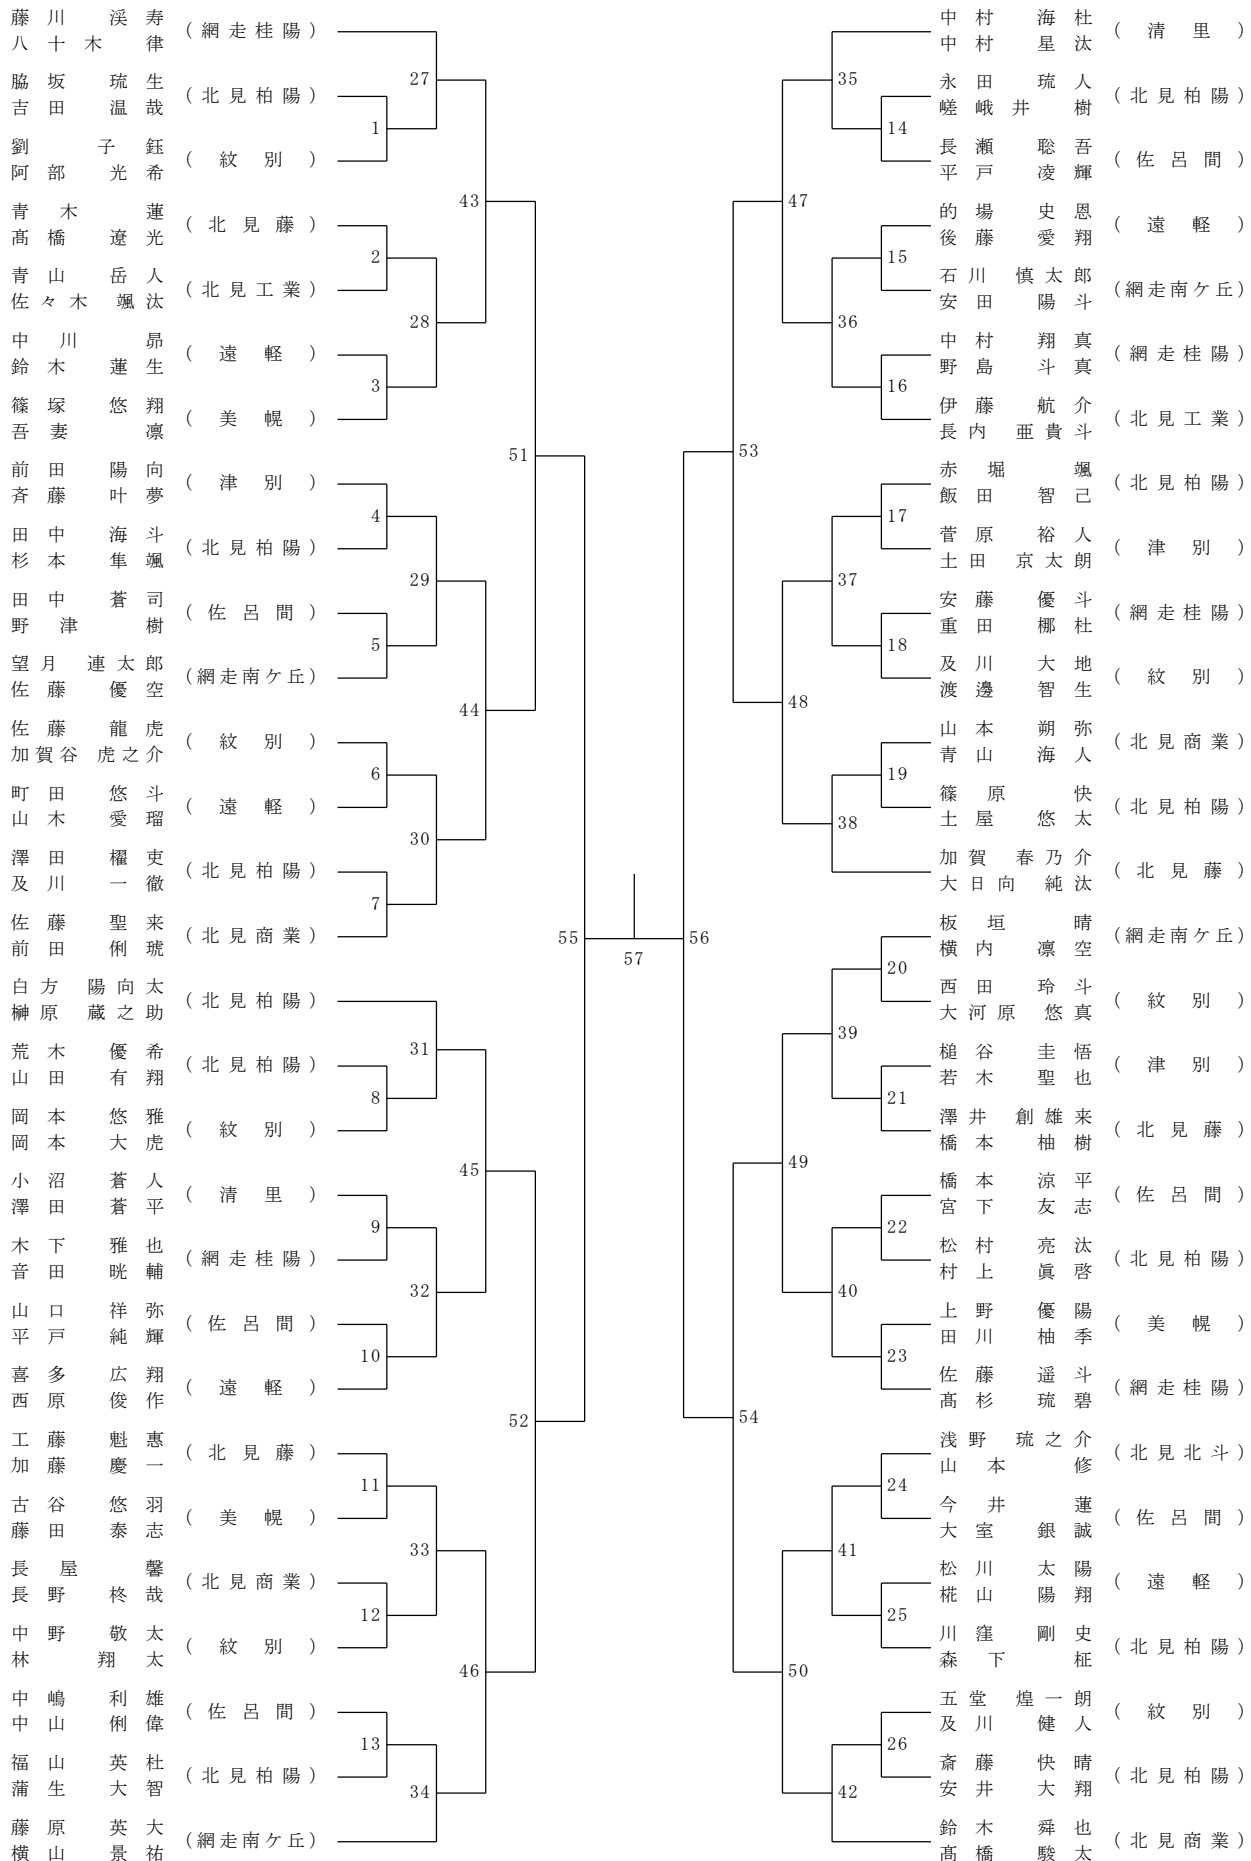 藤川 渓寿
八十木 律
(網走桂陽)
27
脇坂 琉生
吉田 温哉
(北見柏陽)
1
劉 子鈺
阿部 光希
(紋別)
43
青木 蓮
髙橋 遼光
(北見藤)
2
青山 岳人
佐々木 颯汰
(北見工業)
28
中川 昴
鈴木 蓮生
(遠軽)
3
篠塚 悠翔
吾妻 凛
(美幌)
51
前田 陽向
斉藤 叶夢
(津別)
4
田中 海斗
杉本 隼颯
(北見柏陽)
29
田中 蒼司
野津 樹
(佐呂間)
5
望月 連太郎
佐藤 優空
(網走南ケ丘)
44
佐藤 龍虎
加賀谷 虎之介
(紋別)
6
町田 悠斗
山木 愛瑠
(遠軽)
30
澤田 櫂吏
及川 一徹
(北見柏陽)
7
佐藤 聖来
前田 俐琥
(北見商業)
55
57
56
白方 陽向太
榊原 蔵之助
(北見柏陽)
31
荒木 優希
山田 有翔
(北見柏陽)
8
岡本 悠雅
岡本 大虎
(紋別)
45
小沼 蒼人
澤田 蒼平
(清里)
9
木下 雅也
音田 晄輔
(網走桂陽)
32
山口 祥弥
平戸 純輝
(佐呂間)
10
喜多 広翔
西原 俊作
(遠軽)
52
工藤 魁惠
加藤 慶一
(北見藤)
11
古谷 悠羽
藤田 泰志
(美幌)
33
長屋 馨
長野 柊哉
(北見商業)
12
中野 敬太
林 翔太
(紋別)
46
中嶋 利雄
中山 俐偉
(佐呂間)
13
福山 英杜
蒲生 大智
(北見柏陽)
34
藤原 英大
横山 景祐
(網走南ケ丘)
中村 海杜
中村 星汰
(清里)
35
永田 琉人
嵯峨井 樹
(北見柏陽)
14
長瀬 聡吾
平戸 凌輝
(佐呂間)
47
的場 史恩
後藤 愛翔
(遠軽)
15
石川 慎太郎
安田 陽斗
(網走南ケ丘)
36
中村 翔真
野島 斗真
(網走桂陽)
16
伊藤 航介
長内 亜貴斗
(北見工業)
53
赤堀 颯
飯田 智己
(北見柏陽)
17
菅原 裕人
土田 京太朗
(津別)
37
安藤 優斗
重田 梛杜
(網走桂陽)
18
及川 大地
渡邊 智生
(紋別)
48
山本 朔弥
青山 海人
(北見商業)
19
篠原 快
土屋 悠太
(北見柏陽)
38
加賀 春乃介
大日向 純汰
(北見藤)
板垣 晴
横内 凛空
(網走南ケ丘)
20
西田 玲斗
大河原 悠真
(紋別)
39
槌谷 圭悟
若木 聖也
(津別)
21
澤井 創雄来
橋本 柚樹
(北見藤)
49
橋本 涼平
宮下 友志
(佐呂間)
22
松村 亮汰
村上 眞啓
(北見柏陽)
40
上野 優陽
田川 柚季
(美幌)
23
佐藤 遥斗
髙杉 琉碧
(網走桂陽)
54
浅野 琉之介
山本 修
(北見北斗)
24
今井 蓮
大室 銀誠
(佐呂間)
41
松川 太陽
椛山 陽翔
(遠軽)
25
川窪 剛史
森下 柾
(北見柏陽)
50
五堂 煌一朗
及川 健人
(紋別)
26
斎藤 快晴
安井 大翔
(北見柏陽)
42
鈴木 舜也
髙橋 駿太
(北見商業)